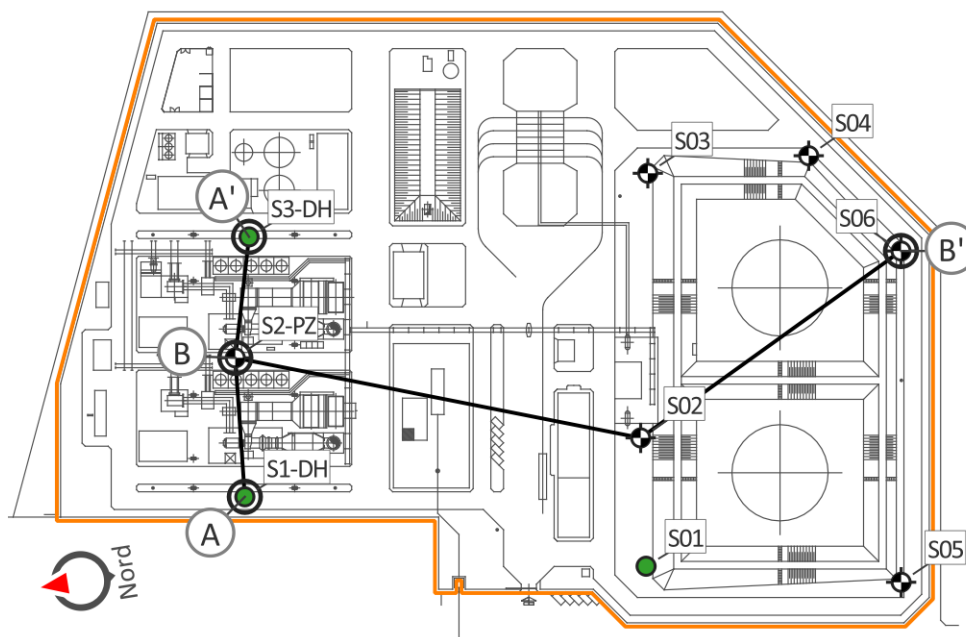 S04
S03
A'
S3-DH
S06
B'
S2-PZ
B
S02
S1-DH
A
S01
S05
Nord